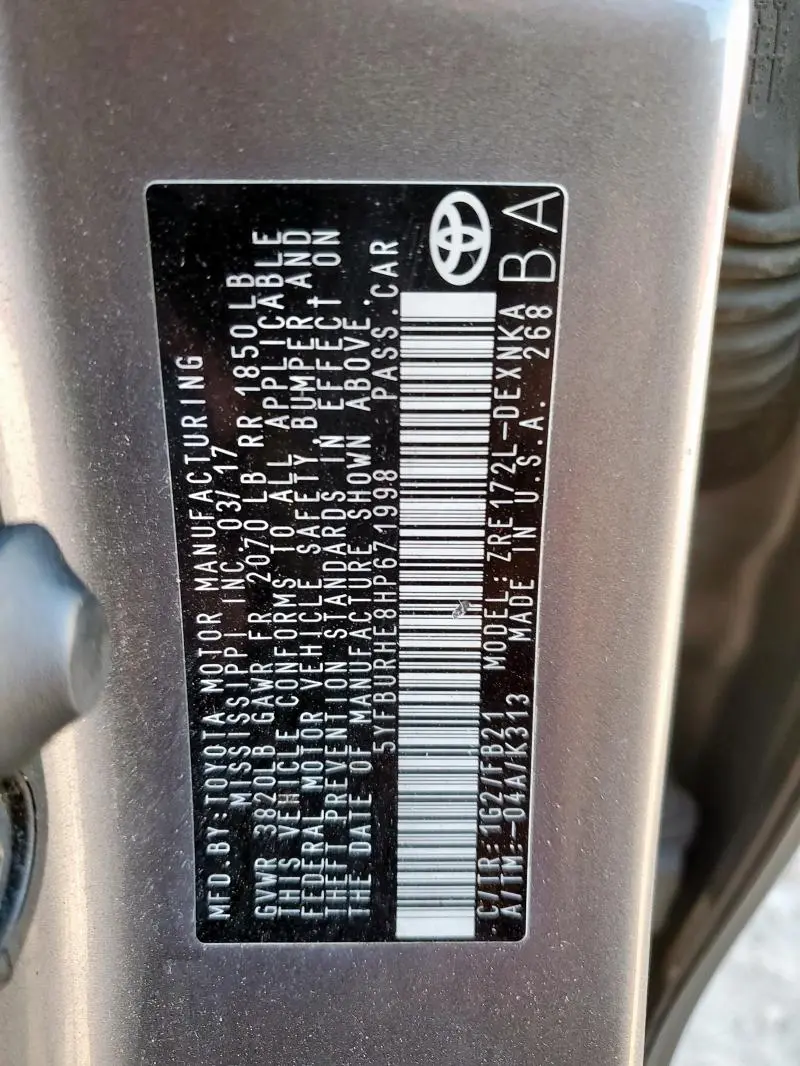 MFD.BY:TOYOTA MOTOR MANUFACTURING
MISSISSIPPI INC.03/17
GVWR 3820LB GAWR FR 2070LB RR 1850LB
THIS VEHICLE CONFORMS TO ALL APPLICABLE
FEDERAL MOTOR VEHICLE SAFETY, BUMPER AND
THEFT PREVENTION STANDARDS IN EFFECT ON
THE DATE OF MANUFACTURE SHOWN ABOVE.
5YFBURHE8HP671998 PASS.CAR
C/TR:1G2/FB21 MODEL:ZRE172L-DEXNKA
A/TM:-04A/K313 MADE IN U.S.A. 268
BA